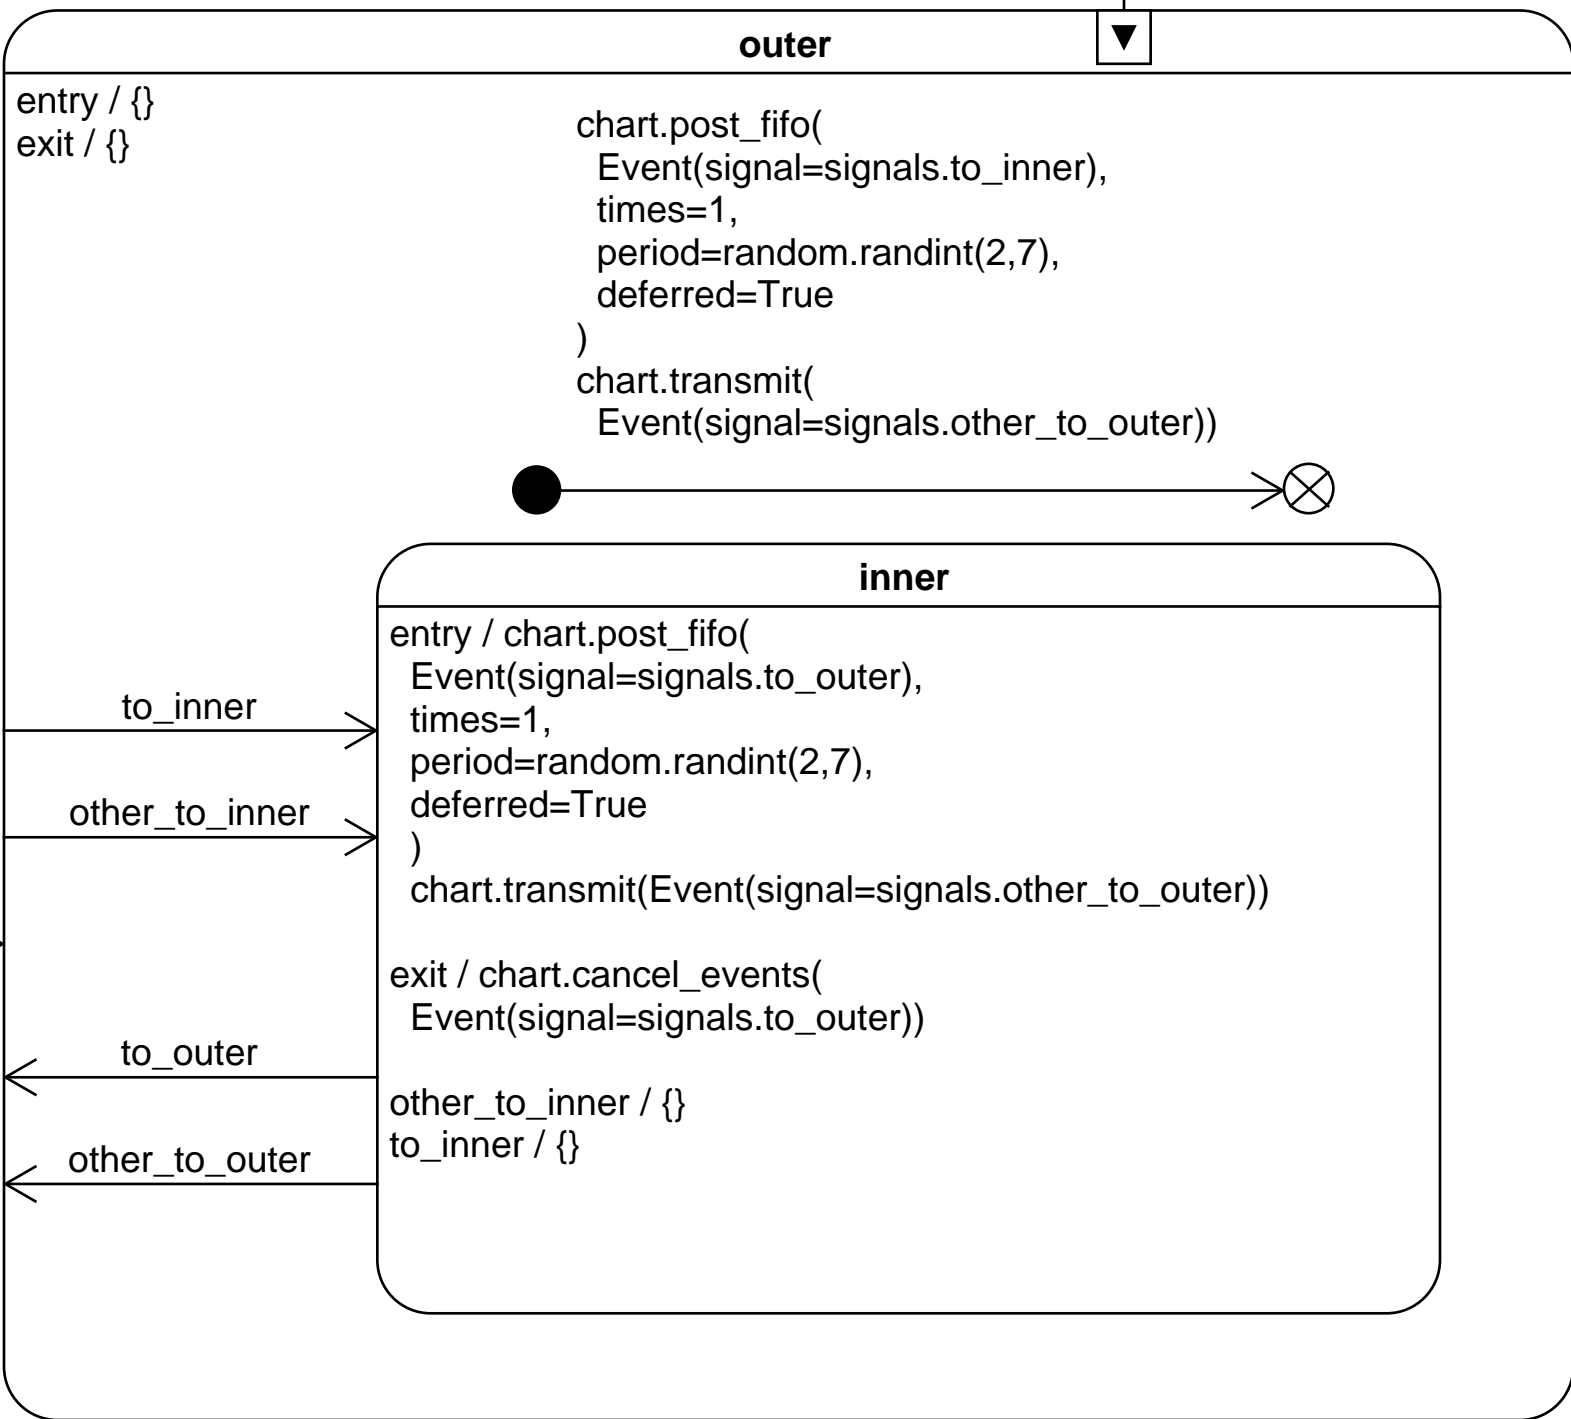 outer
entry / {}
exit / {}
chart.post_fifo(
Event(signal=signals.to_inner),
times=1,
period=random.randint(2,7),
deferred=True
)
chart.transmit(
Event(signal=signals.other_to_outer))
inner
entry / chart.post_fifo(
Event(signal=signals.to_outer),
times=1,
period=random.randint(2,7),
deferred=True
)
chart.transmit(Event(signal=signals.other_to_outer))
exit / chart.cancel_events(
Event(signal=signals.to_outer))
other_to_inner / {}
to_inner / {}
to_inner
other_to_inner
to_outer
other_to_outer